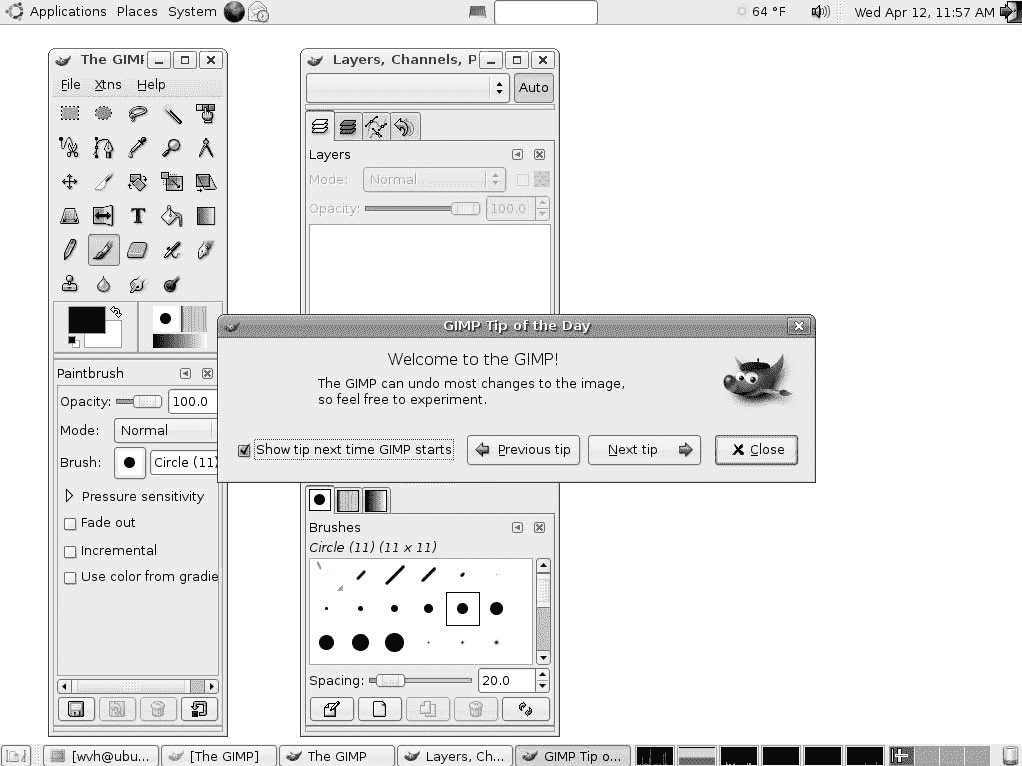 Applications Places System
64 °F
Wed Apr 12, 11:57 AM
The GIM
File Xtns Help
Paintbrush
Opacity: 100.0
Mode: Normal
Brush: Circle (11)
Pressure sensitivity
Fade out
Incremental
Use color from gradie
Layers, Channels, P
Auto
Layers
Mode: Normal
Opacity: 100.0
GIMP Tip of the Day
Welcome to the GIMP!
The GIMP can undo most changes to the image,
so feel free to experiment.
Show tip next time GIMP starts
Previous tip
Next tip
Close
Brushes
Circle (11) (11 x 11)
Spacing: 20.0
[wvh@ubu...
[The GIMP]
The GIMP
Layers, Ch...
GIMP Tip o...